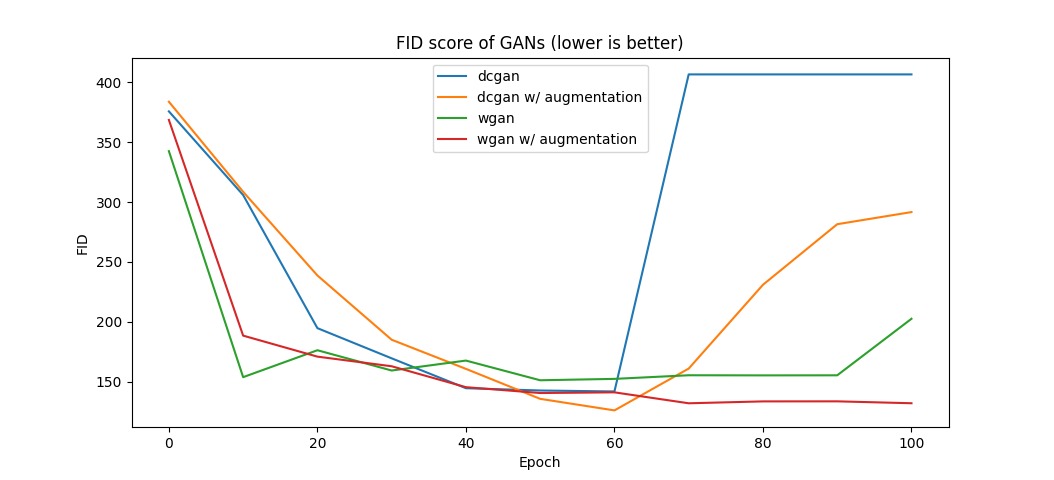 FID score of GANs (lower is better)
dcgan
dcgan w/ augmentation
wgan
wgan w/ augmentation
400
350
300
250
200
150
FID
0 20 40 60 80 100
Epoch